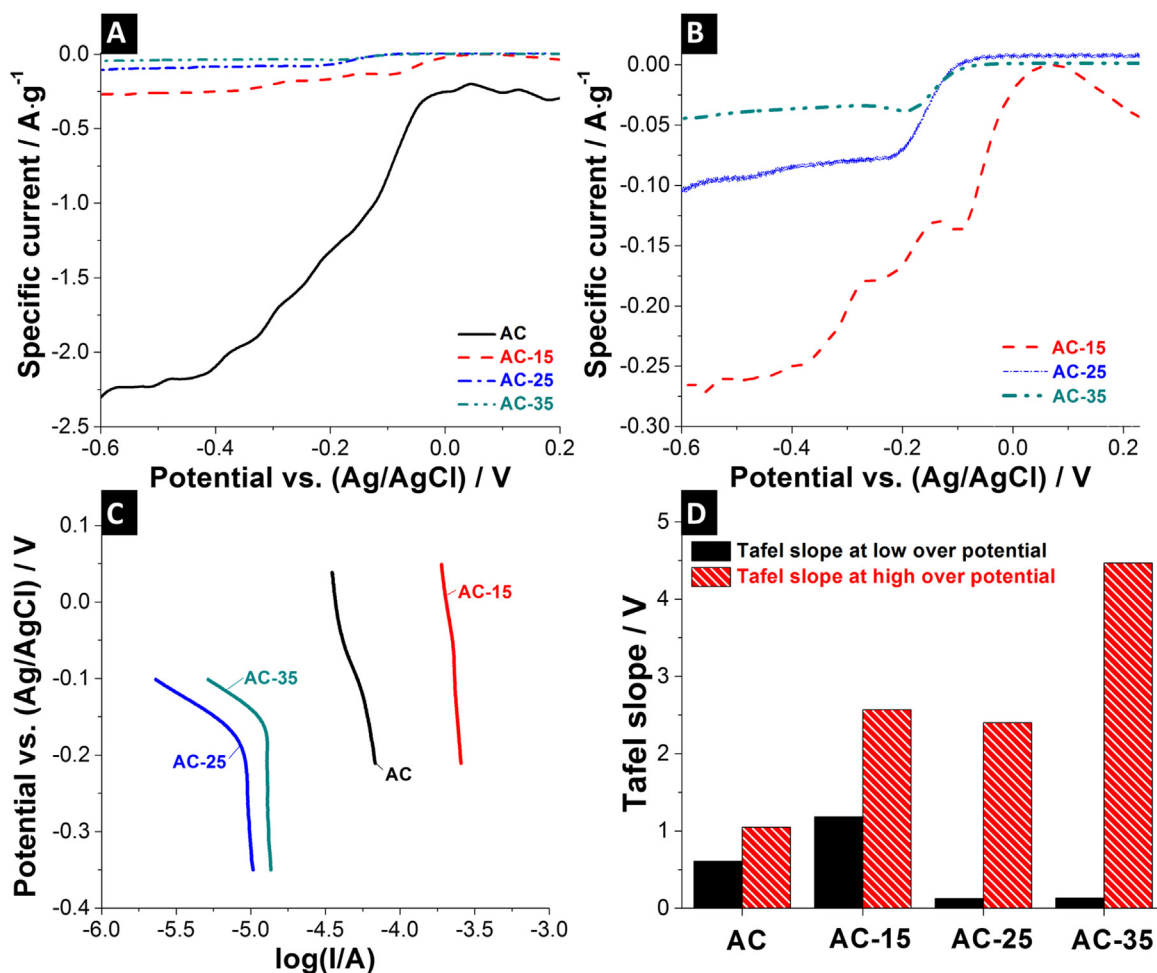 A
Specific current / A·g⁻¹
0.0
-0.5
-1.0
-1.5
-2.0
-2.5
-0.6
-0.4
-0.2
0.0
0.2
Potential vs. (Ag/AgCl) / V
AC
AC-15
AC-25
AC-35
B
Specific current / A·g⁻¹
0.00
-0.05
-0.10
-0.15
-0.20
-0.25
-0.30
-0.6
-0.4
-0.2
0.0
0.2
Potential vs. (Ag/AgCl) / V
AC-15
AC-25
AC-35
C
Potential vs. (Ag/AgCl) / V
0.1
0.0
-0.1
-0.2
-0.3
-0.4
-6.0
-5.5
-5.0
-4.5
-4.0
-3.5
-3.0
log(I/A)
AC-15
AC-35
AC-25
AC
D
Tafel slope / V
5
4
3
2
1
0
Tafel slope at low over potential
Tafel slope at high over potential
AC
AC-15
AC-25
AC-35